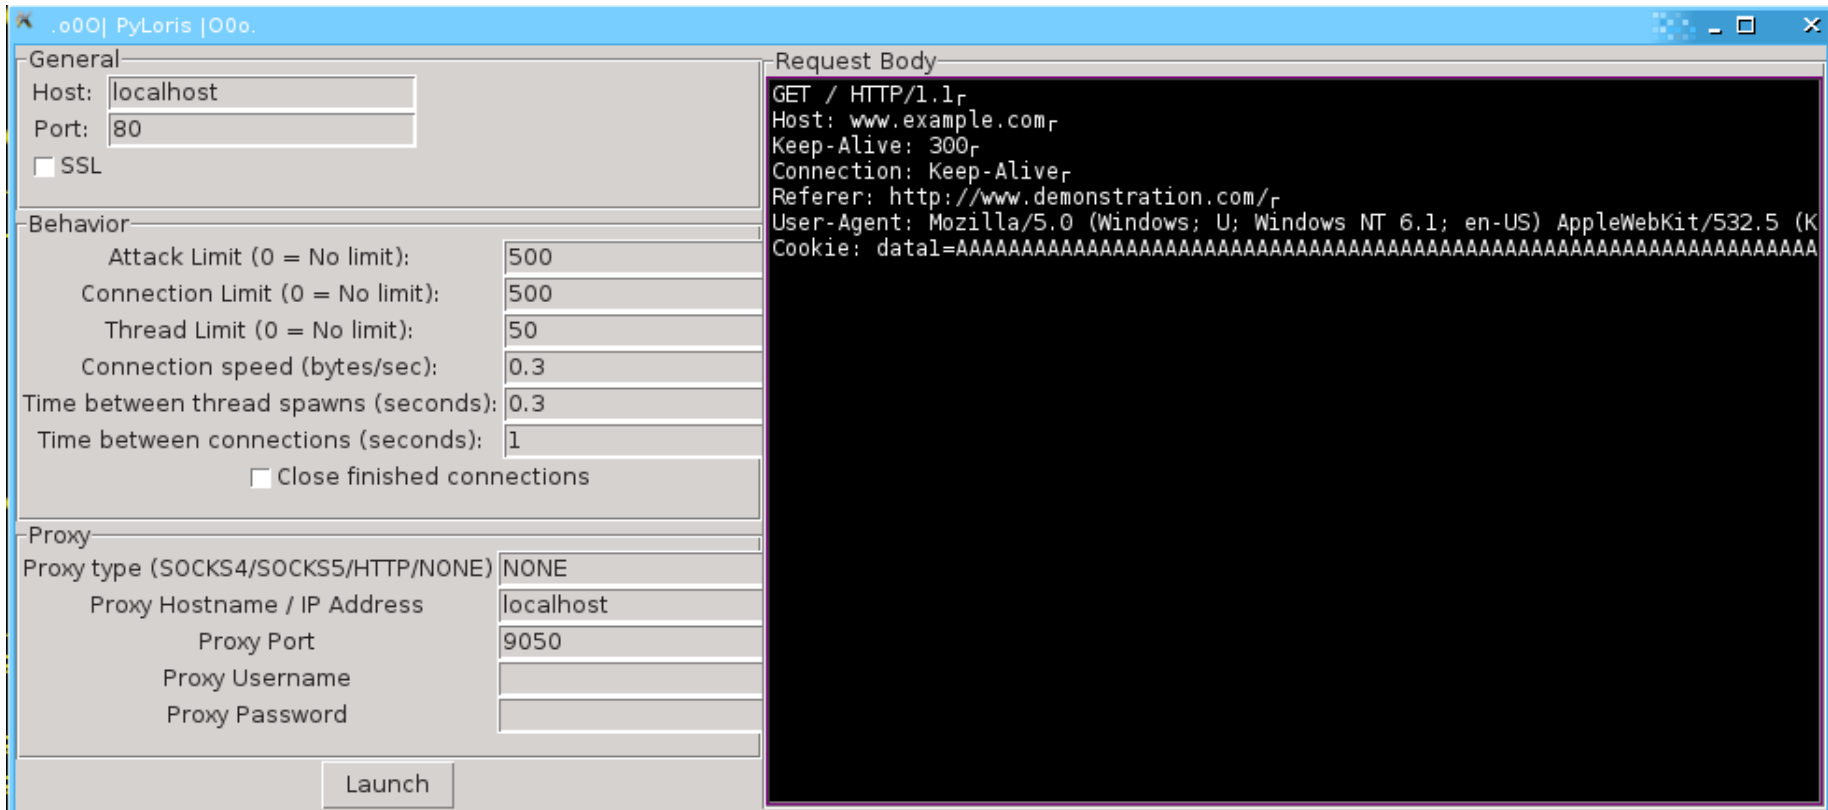 .o0O| PyLoris |O0o.
General
Host: localhost
Port: 80
SSL
Behavior
Attack Limit (0 = No limit): 500
Connection Limit (0 = No limit): 500
Thread Limit (0 = No limit): 50
Connection speed (bytes/sec): 0.3
Time between thread spawns (seconds): 0.3
Time between connections (seconds): 1
Close finished connections
Proxy
Proxy type (SOCKS4/SOCKS5/HTTP/NONE) NONE
Proxy Hostname / IP Address localhost
Proxy Port 9050
Proxy Username
Proxy Password
Launch
Request Body
GET / HTTP/1.1┌
Host: www.example.com┌
Keep-Alive: 300┌
Connection: Keep-Alive┌
Referer: http://www.demonstration.com/┌
User-Agent: Mozilla/5.0 (Windows; U; Windows NT 6.1; en-US) AppleWebKit/532.5 (K
Cookie: data1=AAAAAAAAAAAAAAAAAAAAAAAAAAAAAAAAAAAAAAAAAAAAAAAAAAAAAAAAAAAAAAAAAA